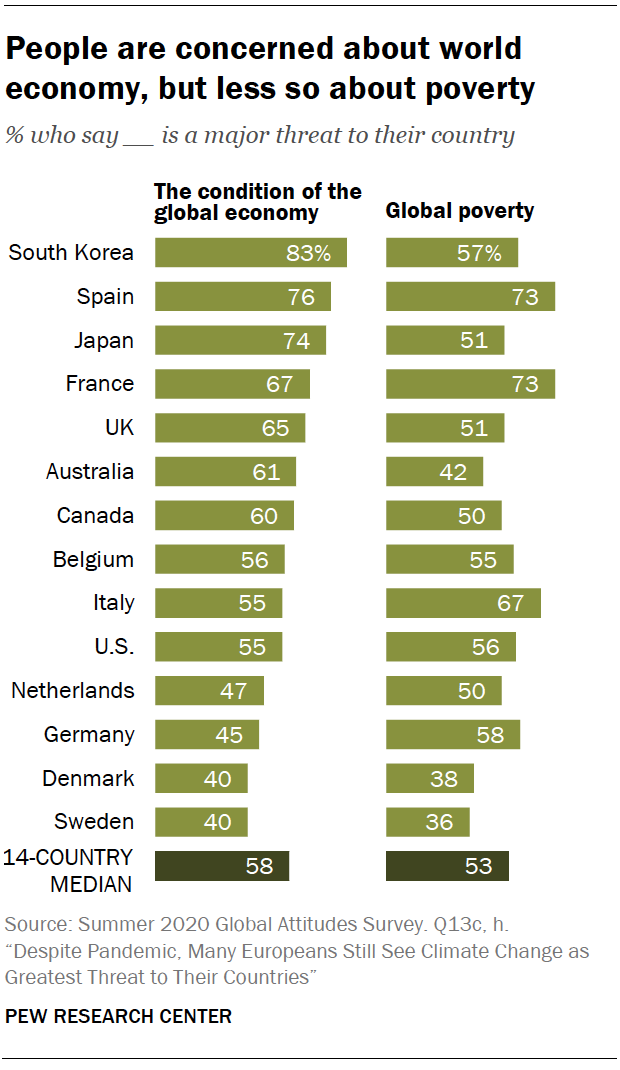 People are concerned about world
economy, but less so about poverty
% who say __ is a major threat to their country
The condition of the
global economy
Global poverty
South Korea 83% 57%
Spain 76 73
Japan 74 51
France 67 73
UK 65 51
Australia 61 42
Canada 60 50
Belgium 56 55
Italy 55 67
U.S. 55 56
Netherlands 47 50
Germany 45 58
Denmark 40 38
Sweden 40 36
14-COUNTRY
MEDIAN 58 53
Source: Summer 2020 Global Attitudes Survey. Q13c, h.
“Despite Pandemic, Many Europeans Still See Climate Change as
Greatest Threat to Their Countries”
PEW RESEARCH CENTER